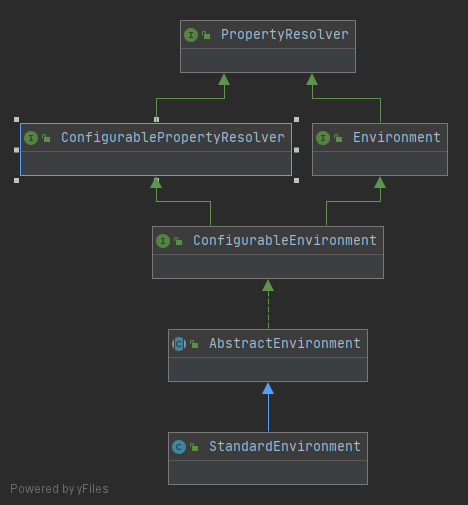 PropertyResolver
ConfigurablePropertyResolver
Environment
ConfigurableEnvironment
AbstractEnvironment
StandardEnvironment
Powered by yFiles